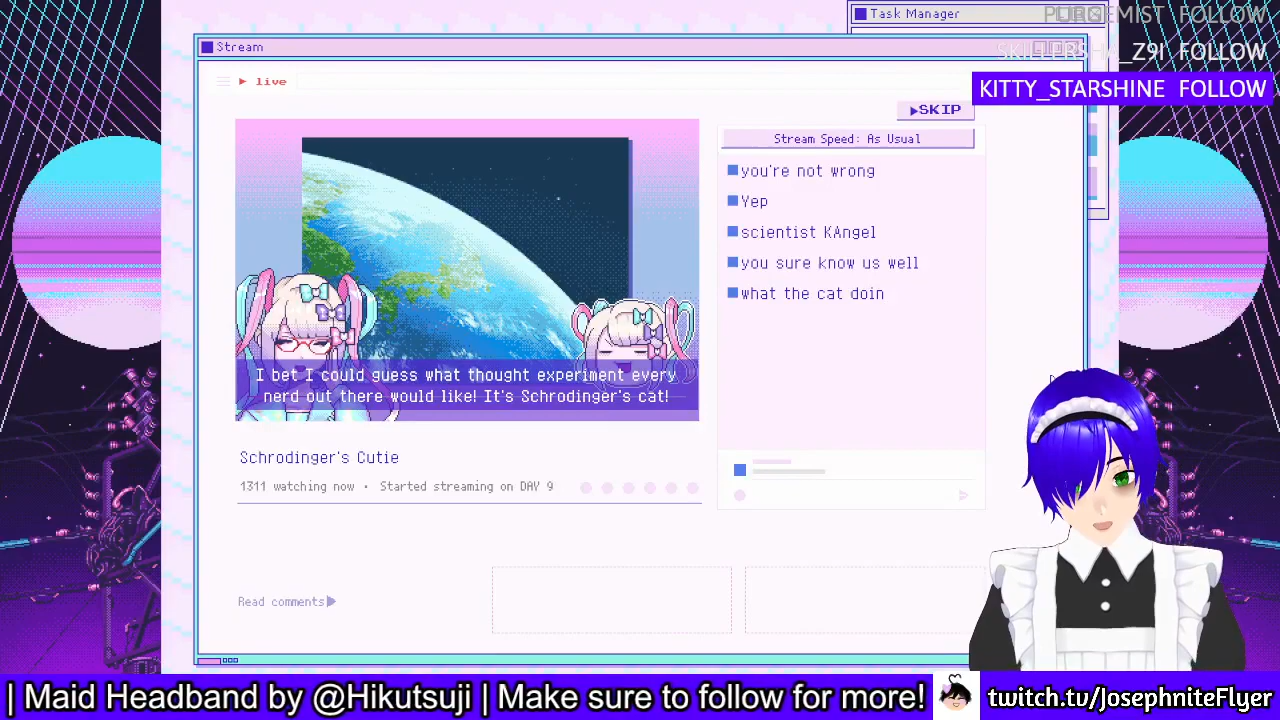 Task Manager
PURGEMIST FOLLOW
Stream
_Z9I FOLLOW
live
KITTY_STARSHINE FOLLOW
▶SKIP
Stream Speed: As Usual
you're not wrong
Yep
scientist KAngel
you sure know us well
what the cat doin
I bet I could guess what thought experiment every
nerd out there would like! It's Schrodinger's cat!
Schrodinger's Cutie
1311 watching now • Started streaming on DAY 9
Read comments▶
| Maid Headband by @Hikutsuji | Make sure to follow for more!
twitch.tv/JosephniteFlyer